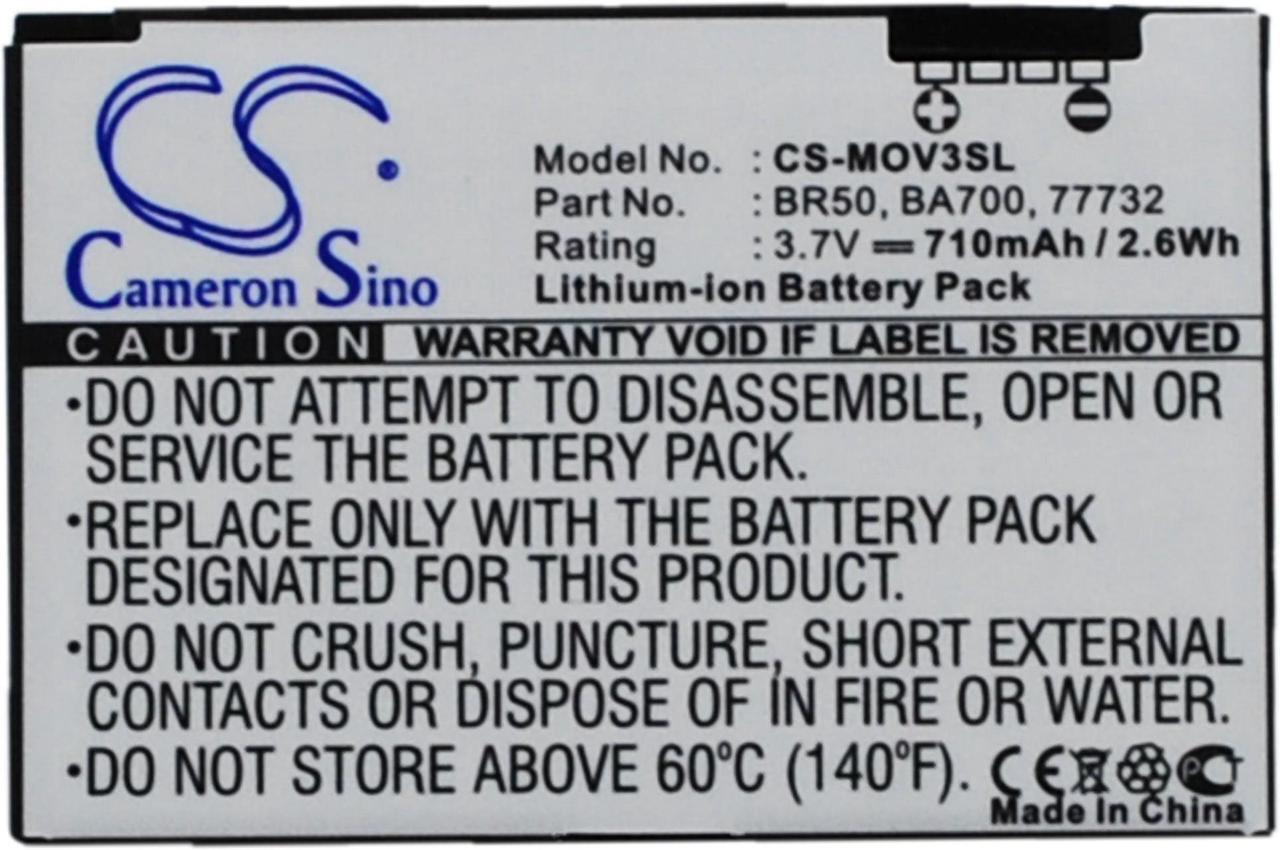 CS®
Cameron Sino
Model No. : CS-MOV3SL
Part No. : BR50, BA700, 77732
Rating : 3.7V ⎓ 710mAh / 2.6Wh
Lithium-ion Battery Pack
CAUTION WARRANTY VOID IF LABEL IS REMOVED
•DO NOT ATTEMPT TO DISASSEMBLE, OPEN OR
SERVICE THE BATTERY PACK.
•REPLACE ONLY WITH THE BATTERY PACK
DESIGNATED FOR THIS PRODUCT.
•DO NOT CRUSH, PUNCTURE, SHORT EXTERNAL
CONTACTS OR DISPOSE OF IN FIRE OR WATER.
•DO NOT STORE ABOVE 60°C (140°F). CE PCT
Made In China